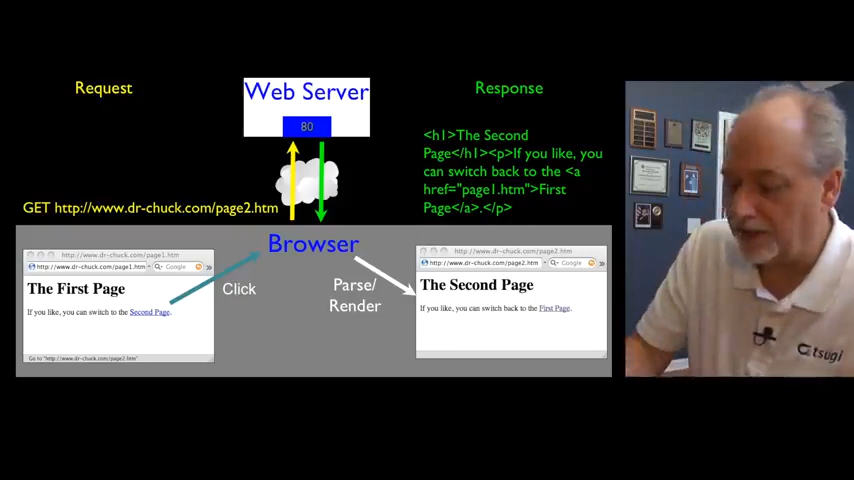 Request
Web Server
Response
80
<h1>The Second
Page</h1><p>If you like, you
can switch back to the <a
href="page1.htm">First
Page</a>.</p>
GET http://www.dr-chuck.com/page2.htm
Browser
http://www.dr-chuck.com/page1.htm
http://www.dr-chuck.com/page1.htm
Google
The First Page
If you like, you can switch to the Second Page.
Go to "http://www.dr-chuck.com/page2.htm"
Click
Parse/
Render
http://www.dr-chuck.com/page2.htm
http://www.dr-chuck.com/page2.htm
Google
The Second Page
If you like, you can switch back to the First Page.
tsugi